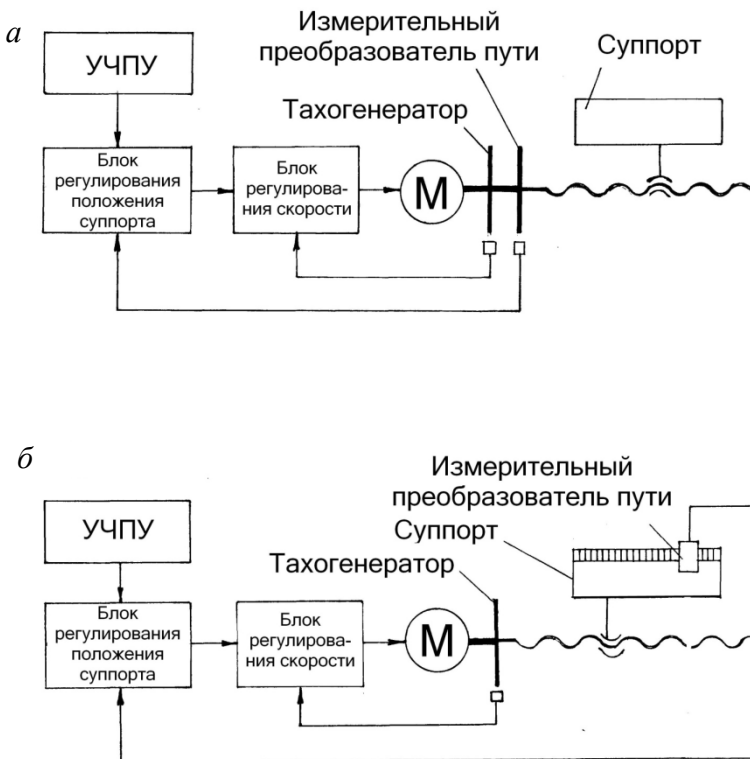 а
Измерительный
преобразователь пути
Суппорт
УЧПУ
Тахогенератор
Блок
регулирования
положения
суппорта
Блок
регулирова-
ния скорости
М
б
Измерительный
преобразователь пути
УЧПУ
Суппорт
Тахогенератор
Блок
регулирования
положения
суппорта
Блок
регулирова-
ния скорости
М